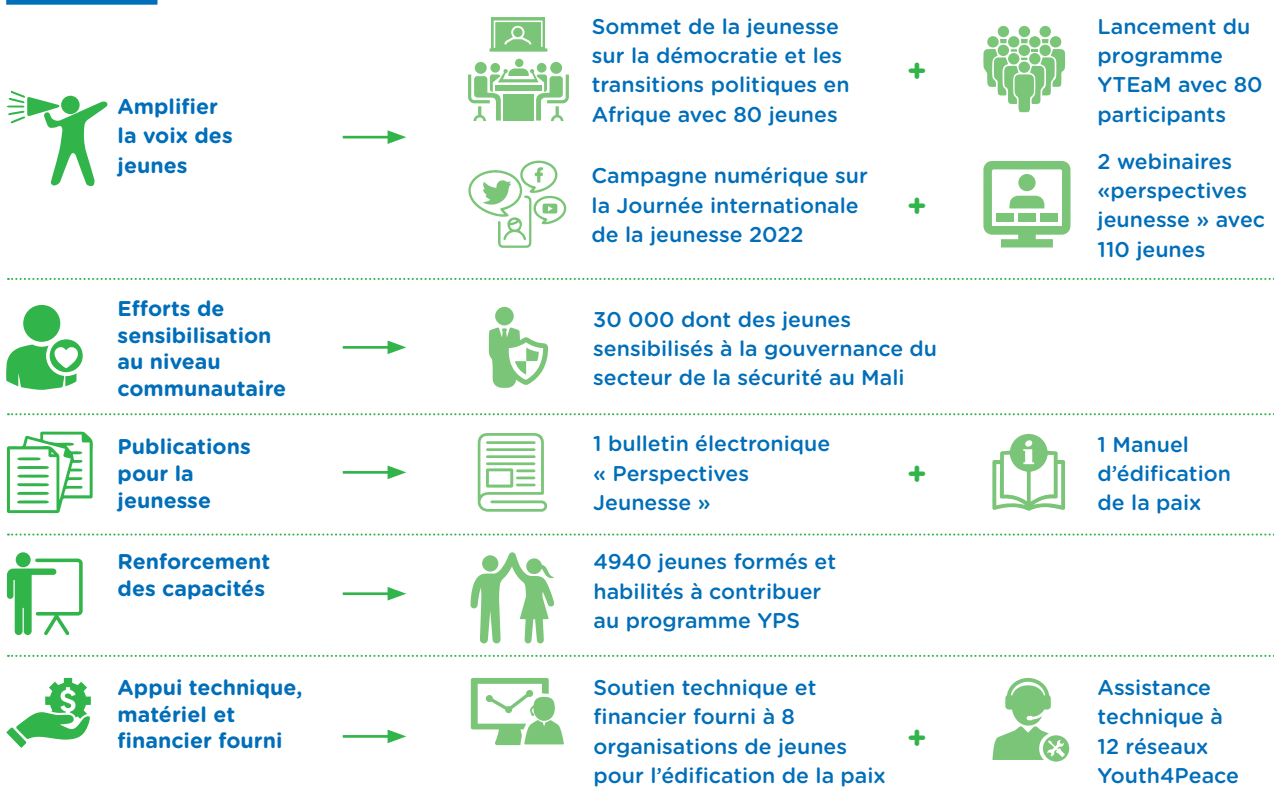 Amplifier
la voix des
jeunes
Sommet de la jeunesse
sur la démocratie et les
transitions politiques en
Afrique avec 80 jeunes
+
Lancement du
programme
YTEaM avec 80
participants
Campagne numérique sur
la Journée internationale
de la jeunesse 2022
+
2 webinaires
«perspectives
jeunesse » avec
110 jeunes
Efforts de
sensibilisation
au niveau
communautaire
30 000 dont des jeunes
sensibilisés à la gouvernance du
secteur de la sécurité au Mali
Publications
pour la
jeunesse
1 bulletin électronique
« Perspectives
Jeunesse »
+
1 Manuel
d'édification
de la paix
Renforcement
des capacités
4940 jeunes formés et
habilités à contribuer
au programme YPS
Appui technique,
matériel et
financier fourni
Soutien technique et
financier fourni à 8
organisations de jeunes
pour l'édification de la paix
+
Assistance
technique à
12 réseaux
Youth4Peace